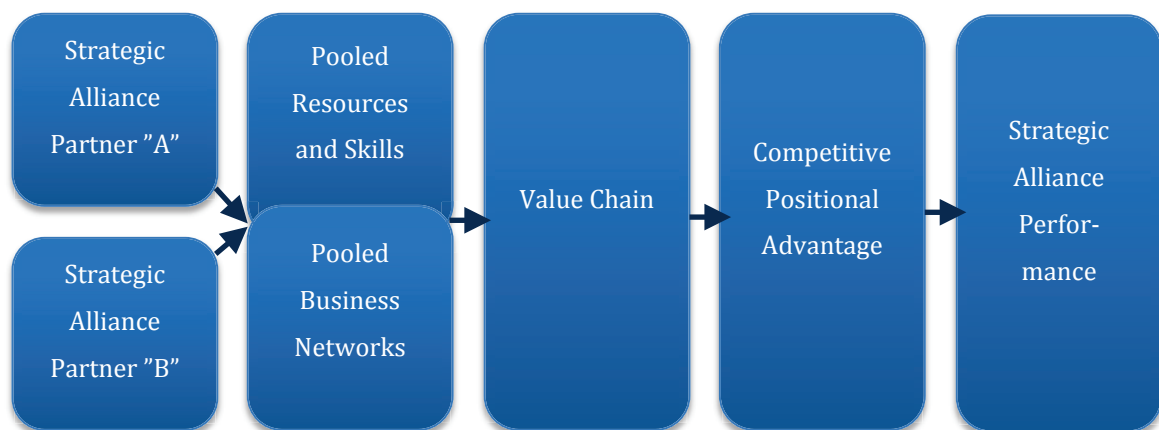 Strategic
Alliance
Partner ”A”
Strategic
Alliance
Partner ”B”
Pooled
Resources
and Skills
Pooled
Business
Networks
Value Chain
Competitive
Positional
Advantage
Strategic
Alliance
Perfor-
mance